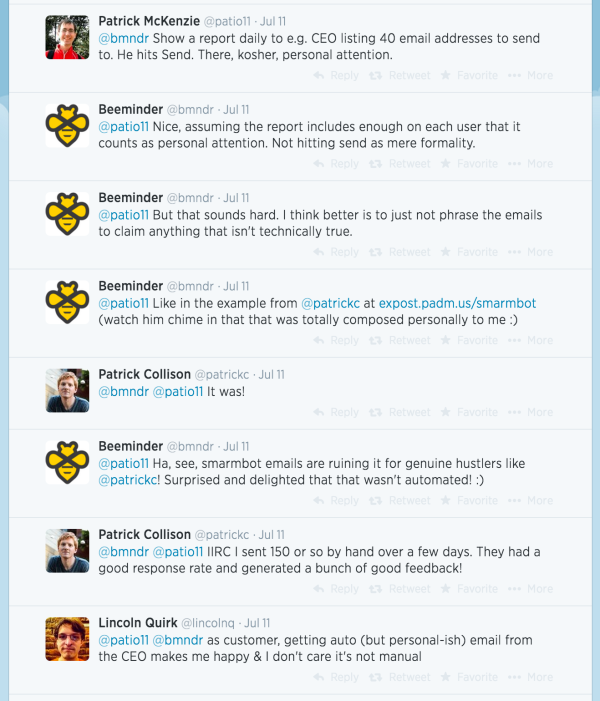 Patrick McKenzie @patio11 · Jul 11
@bmndr Show a report daily to e.g. CEO listing 40 email addresses to send
to. He hits Send. There, kosher, personal attention.
Reply Retweet Favorite ••• More
Beeminder @bmndr · Jul 11
@patio11 Nice, assuming the report includes enough on each user that it
counts as personal attention. Not hitting send as mere formality.
Reply Retweet Favorite ••• More
Beeminder @bmndr · Jul 11
@patio11 But that sounds hard. I think better is to just not phrase the emails
to claim anything that isn't technically true.
Reply Retweet Favorite ••• More
Beeminder @bmndr · Jul 11
@patio11 Like in the example from @patrickc at expost.padm.us/smarmbot
(watch him chime in that that was totally composed personally to me :)
Reply Retweet Favorite ••• More
Patrick Collison @patrickc · Jul 11
@bmndr @patio11 It was!
Reply Retweet Favorite ••• More
Beeminder @bmndr · Jul 11
@patio11 Ha, see, smarmbot emails are ruining it for genuine hustlers like
@patrickc! Surprised and delighted that that wasn't automated! :)
Reply Retweet Favorite ••• More
Patrick Collison @patrickc · Jul 11
@bmndr @patio11 IIRC I sent 150 or so by hand over a few days. They had a
good response rate and generated a bunch of good feedback!
Reply Retweet Favorite ••• More
Lincoln Quirk @lincolnq · Jul 11
@patio11 @bmndr as customer, getting auto (but personal-ish) email from
the CEO makes me happy & I don't care it's not manual
Reply Retweet Favorite ••• More